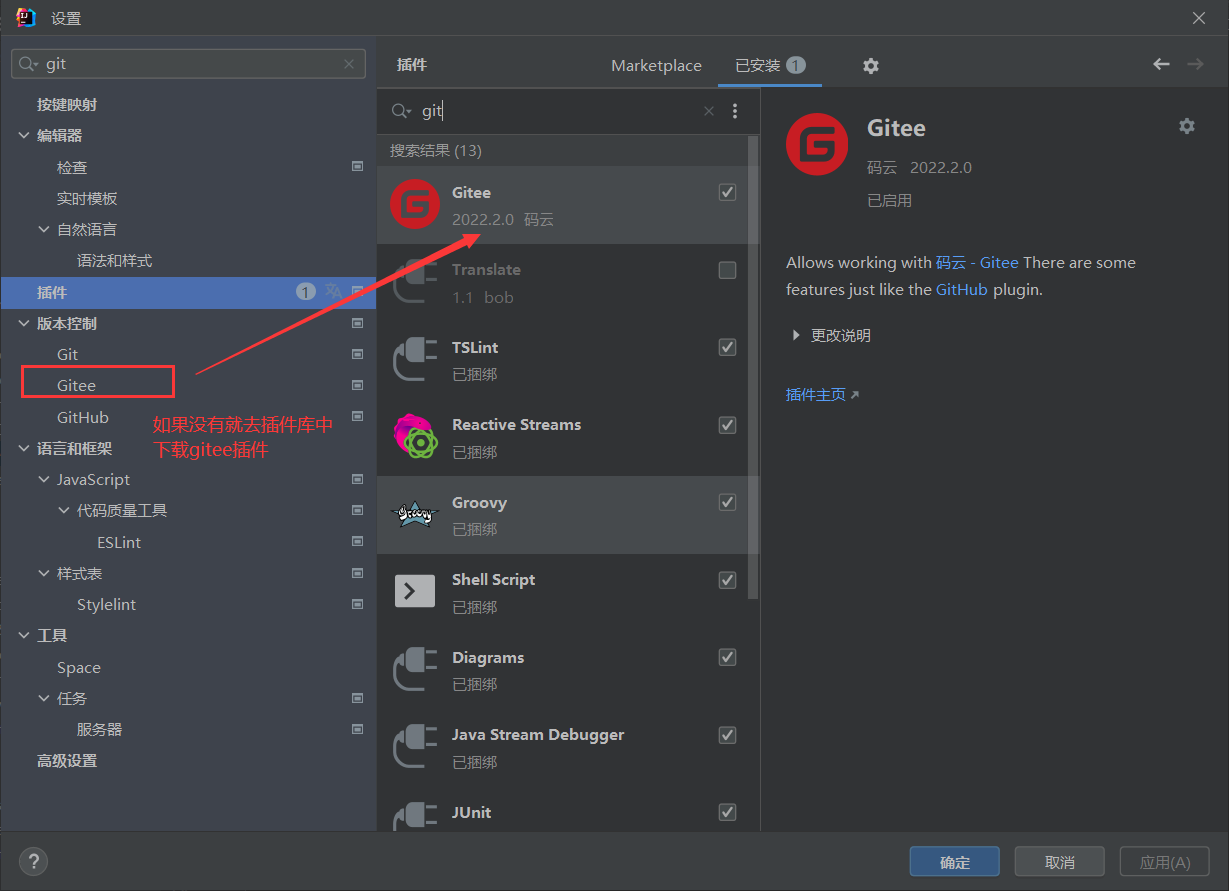 设置
git
按键映射
编辑器
检查
实时模板
自然语言
语法和样式
插件 1
版本控制
Git
Gitee
GitHub
如果没有就去插件库中
下载gitee插件
语言和框架
JavaScript
代码质量工具
ESLint
样式表
Stylelint
工具
Space
任务
服务器
高级设置
插件 Marketplace 已安装 1
git
搜索结果 (13)
Gitee
2022.2.0 码云
Translate
1.1 bob
TSLint
已捆绑
Reactive Streams
已捆绑
Groovy
已捆绑
Shell Script
已捆绑
Diagrams
已捆绑
Java Stream Debugger
已捆绑
JUnit
Gitee
码云 2022.2.0
已启用
Allows working with 码云 - Gitee There are some
features just like the GitHub plugin.
更改说明
插件主页
?
确定 取消 应用(A)